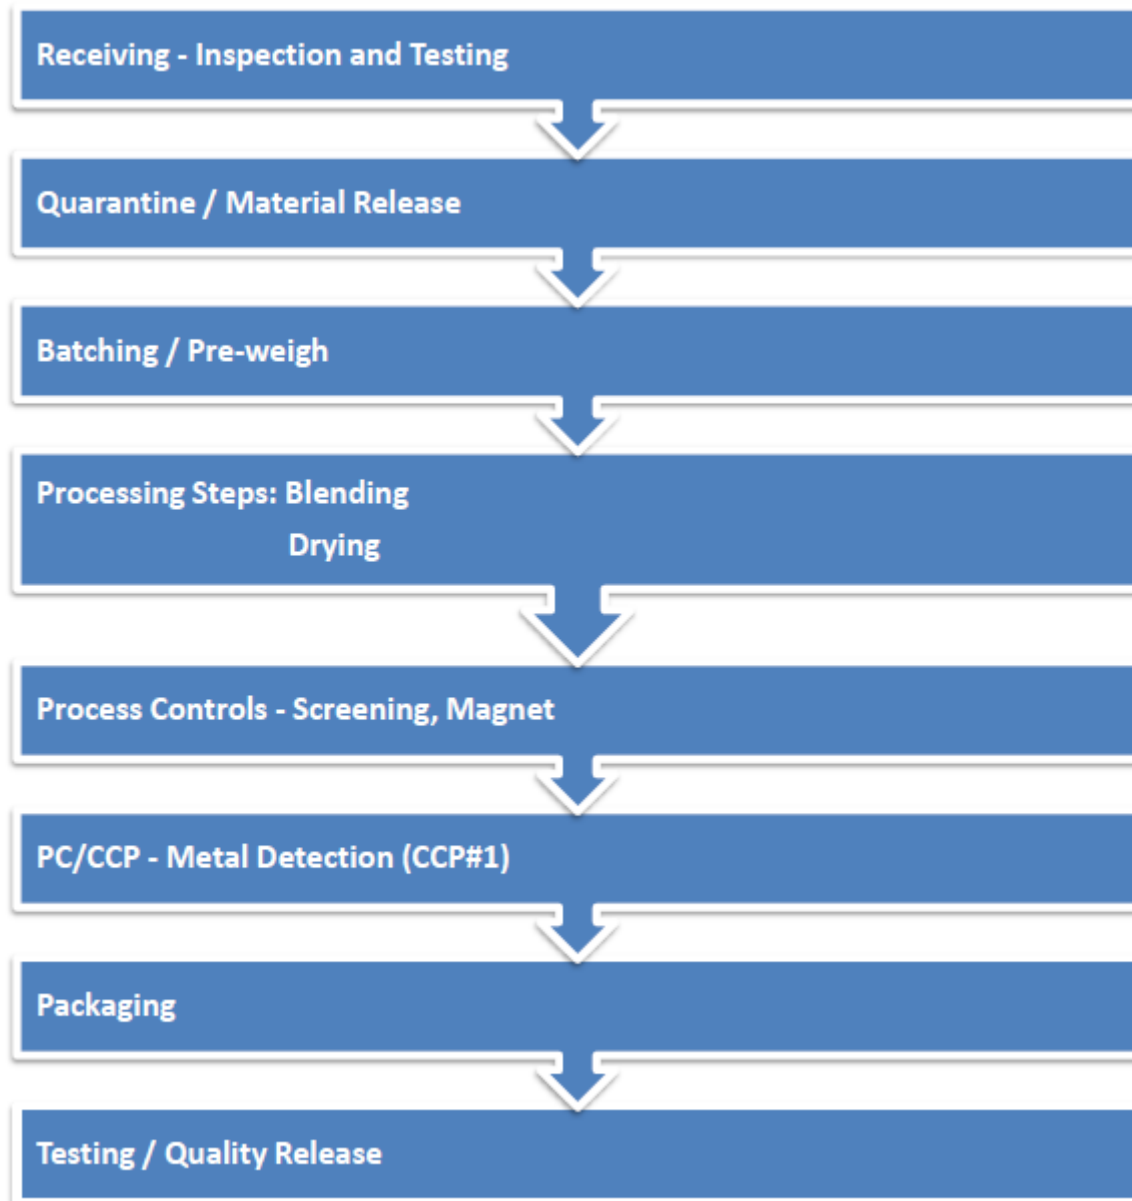 Receiving - Inspection and Testing
Quarantine / Material Release
Batching / Pre-weigh
Processing Steps: Blending
Drying
Process Controls - Screening, Magnet
PC/CCP - Metal Detection (CCP#1)
Packaging
Testing / Quality Release